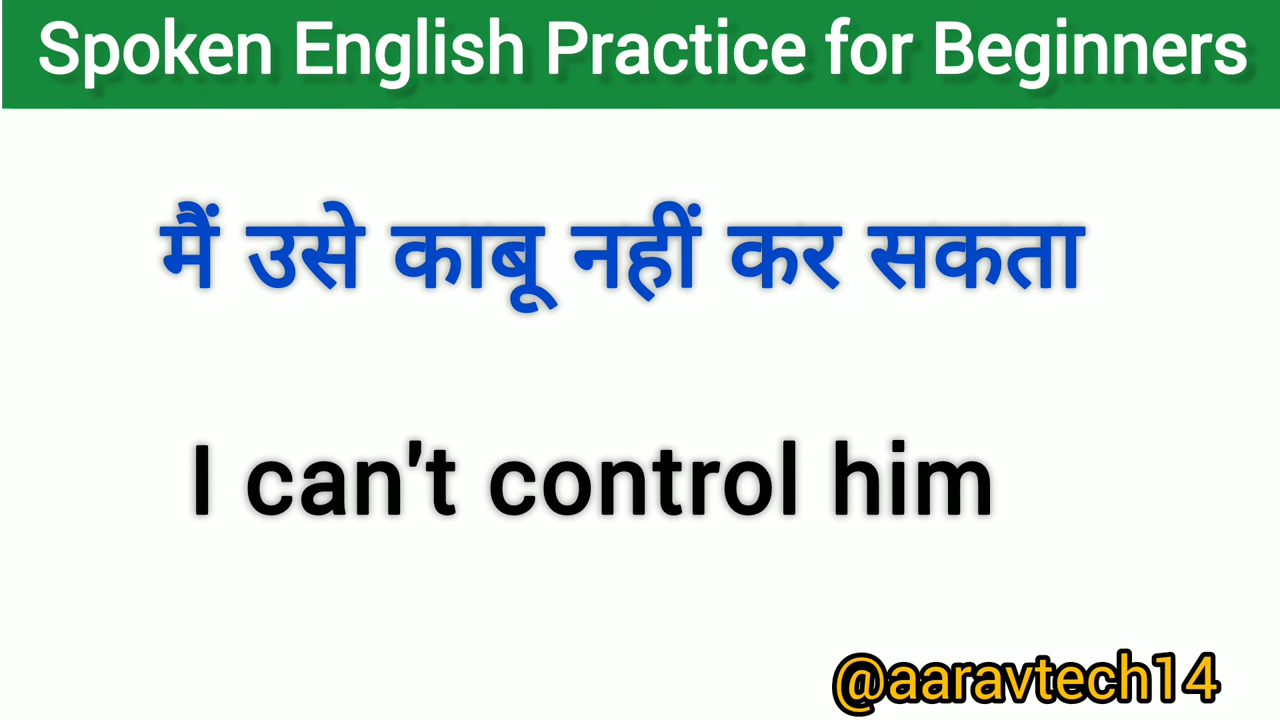 Spoken English Practice for Beginners
मैं उसे काबू नहीं कर सकता
I can't control him
@aaravtech14